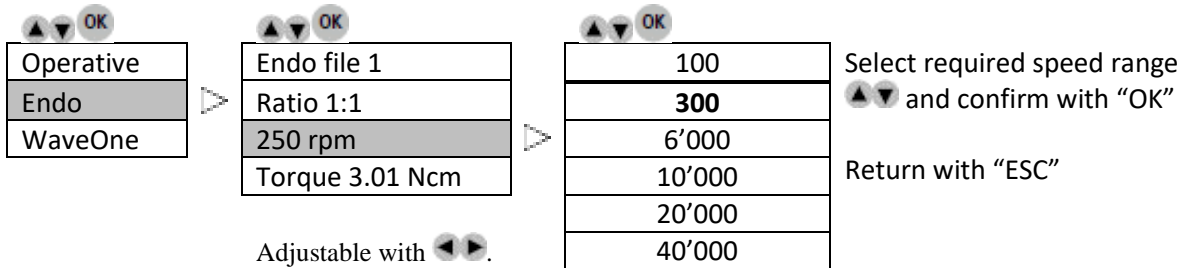 OK
Operative
Endo
WaveOne
OK
Endo file 1
Ratio 1:1
250 rpm
Torque 3.01 Ncm
Adjustable with .
OK
100
300
6’000
10’000
20’000
40’000
Select required speed range
and confirm with “OK”
Return with “ESC”